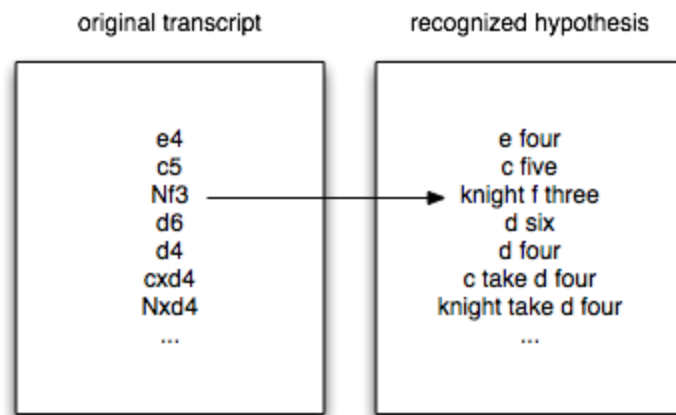 original transcript
e4
c5
Nf3
d6
d4
cxd4
Nxd4
...
recognized hypothesis
e four
c five
knight f three
d six
d four
c take d four
knight take d four
...